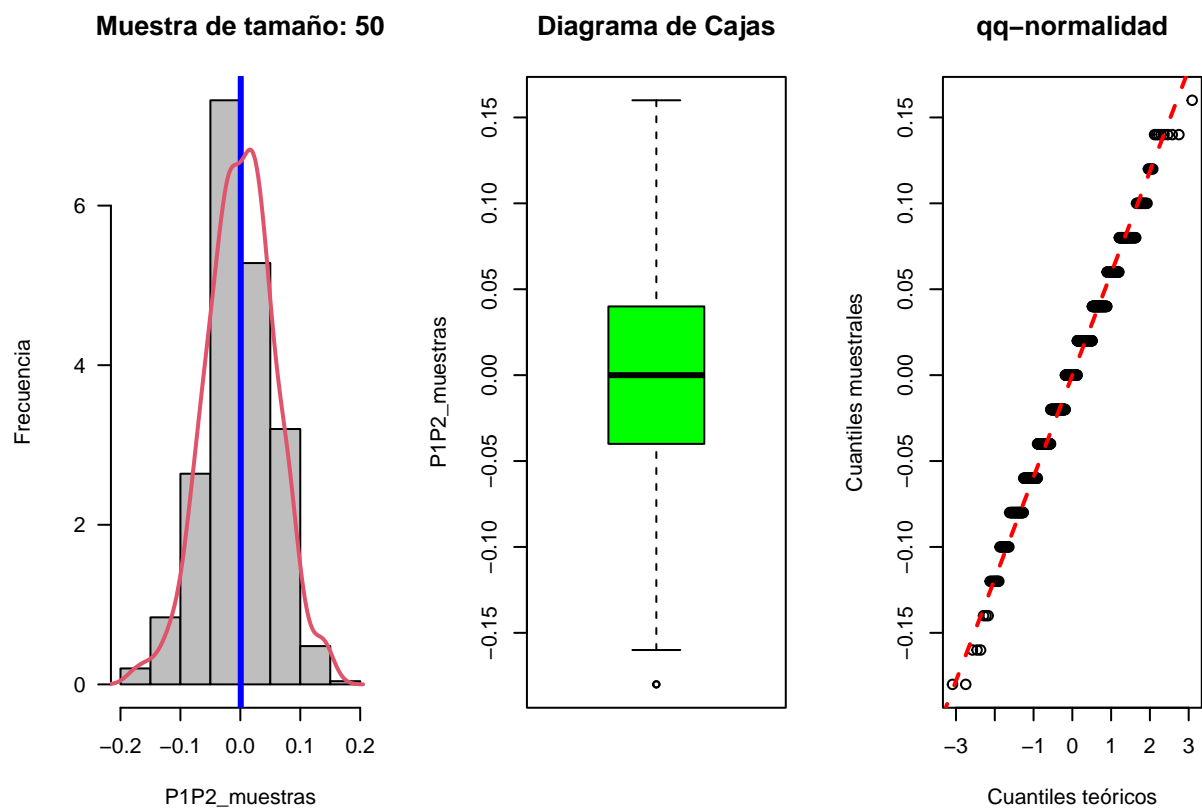 Muestra de tamaño: 50
Frecuencia
6
4
2
0
−0.2 −0.1 0.0 0.1 0.2
P1P2_muestras
Diagrama de Cajas
P1P2_muestras
0.15
0.10
0.05
0.00
−0.05
−0.10
−0.15
qq−normalidad
Cuantiles muestrales
0.15
0.10
0.05
0.00
−0.05
−0.10
−0.15
−3 −2 −1 0 1 2 3
Cuantiles teóricos